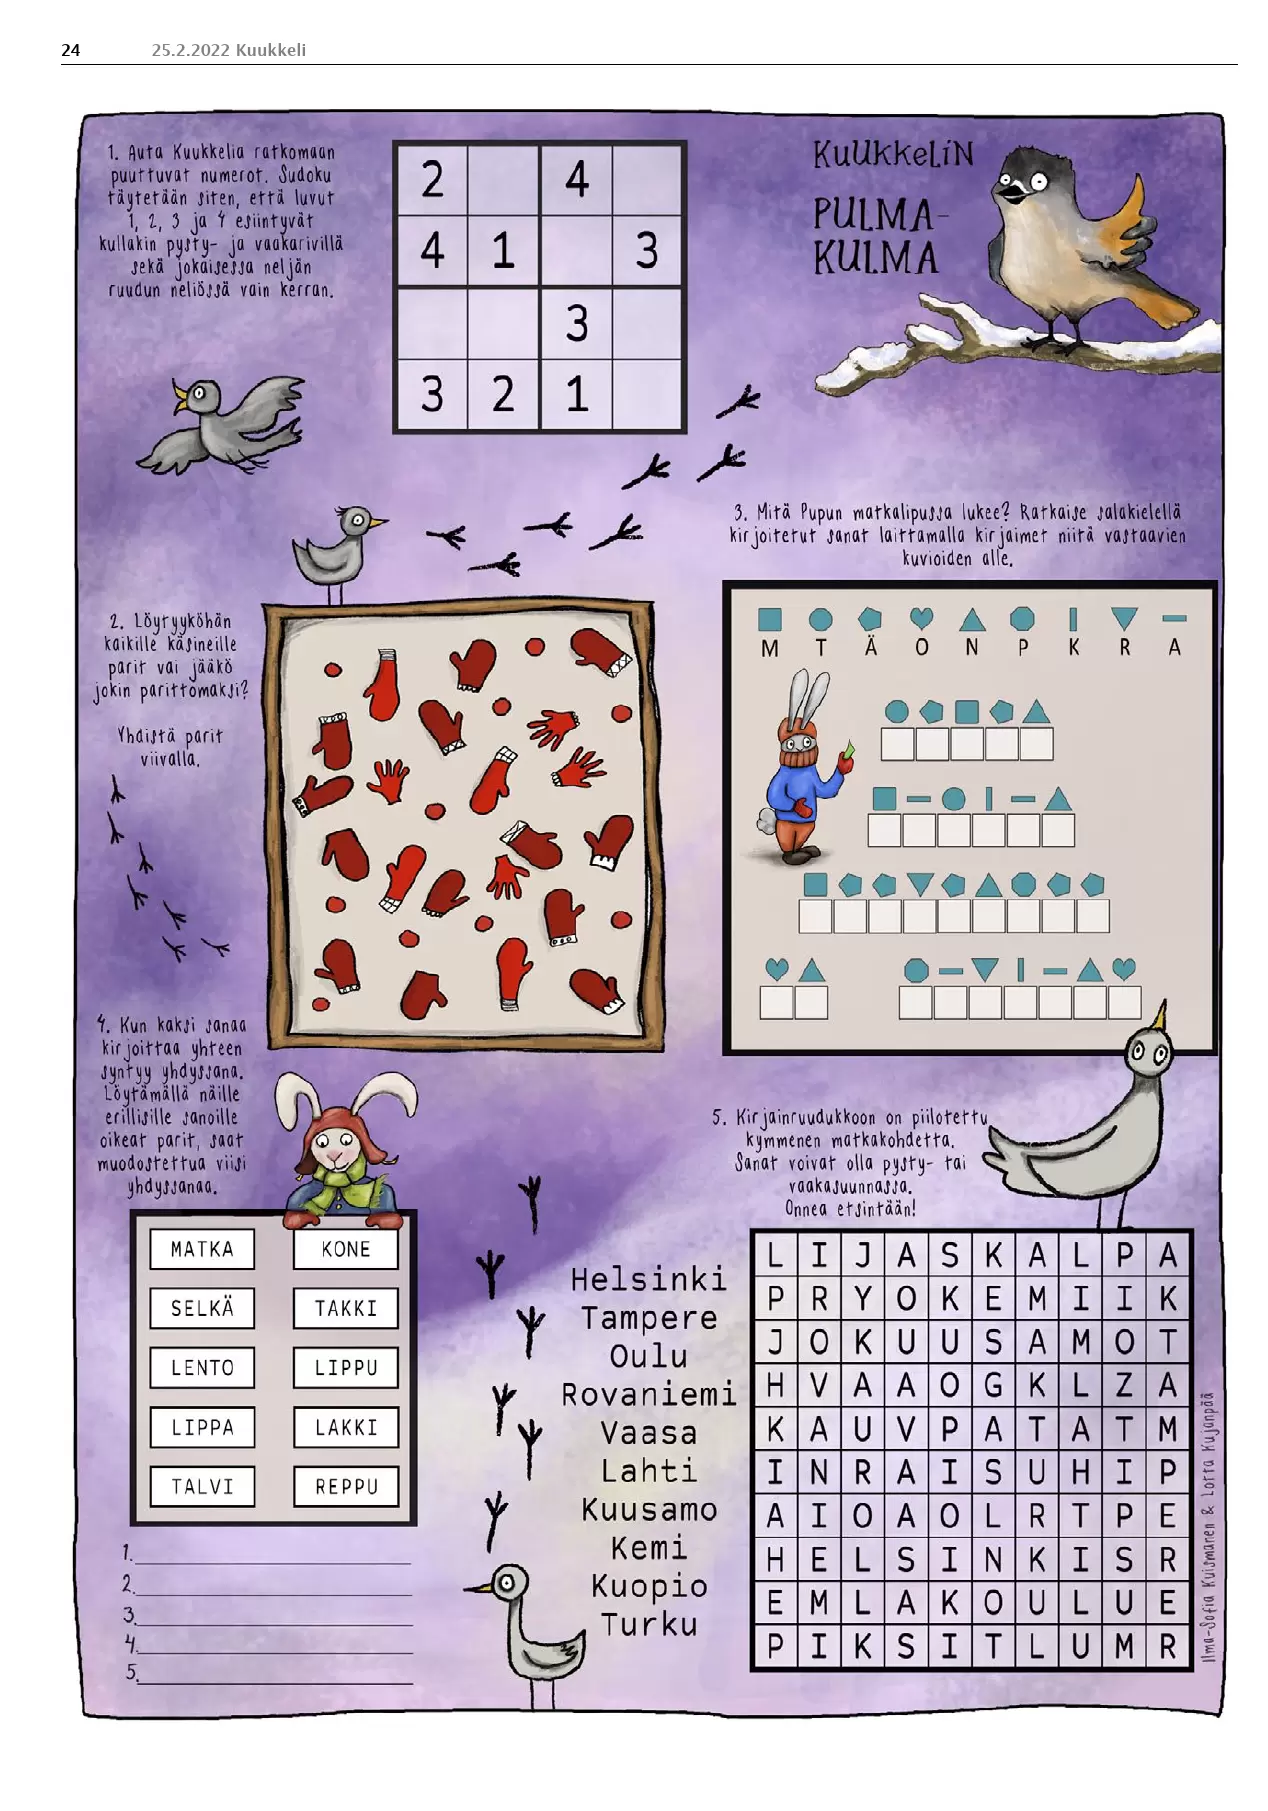 24 25.2.2022 Kuukkeli
1. Auta Kuukkelia ratkomaan
puuttuvat numerot. Sudoku
täytetään siten, että luvut
1, 2, 3 ja 4 esiintyvät
kullakin pysty- ja vaakarivillä
sekä jokaisessa neljän
ruudun neliössä vain kerran.
2 4
4 1 3
3
3 2 1
KUUKKELIN
PULMA-
KULMA
3. Mitä Pupun matkalipussa lukee? Ratkaise salakielellä
kirjoitetut sanat laittamalla kirjaimet niitä vastaavien
kuvioiden alle.
M T Ä O N P K R A
2. Löytyyköhän
kaikille käsineille
parit vai jääkö
jokin parittomaksi?
Yhdistä parit
viivalla.
4. Kun kaksi sanaa
kirjoittaa yhteen
syntyy yhdyssana.
Löytämällä näille
erillisille sanoille
oikeat parit, saat
muodostettua viisi
yhdyssanaa.
MATKA KONE
SELKÄ TAKKI
LENTO LIPPU
LIPPA LAKKI
TALVI REPPU
1.
2.
3.
4.
5.
5. Kirjainruudukkoon on piilotettu
kymmenen matkakohdetta.
Sanat voivat olla pysty- tai
vaakasuunnassa.
Onnea etsintään!
Helsinki
Tampere
Oulu
Rovaniemi
Vaasa
Lahti
Kuusamo
Kemi
Kuopio
Turku
L I J A S K A L P A
P R Y O K E M I I K
J O K U U S A M O T
H V A A O G K L Z A
K A U V P A T A T M
I N R A I S U H I P
A I O A O L R T P E
H E L S I N K I S R
E M L A K O U L U E
P I K S I T L U M R
Ilma-Sofia Kuismanen & Lotta Kujanpää